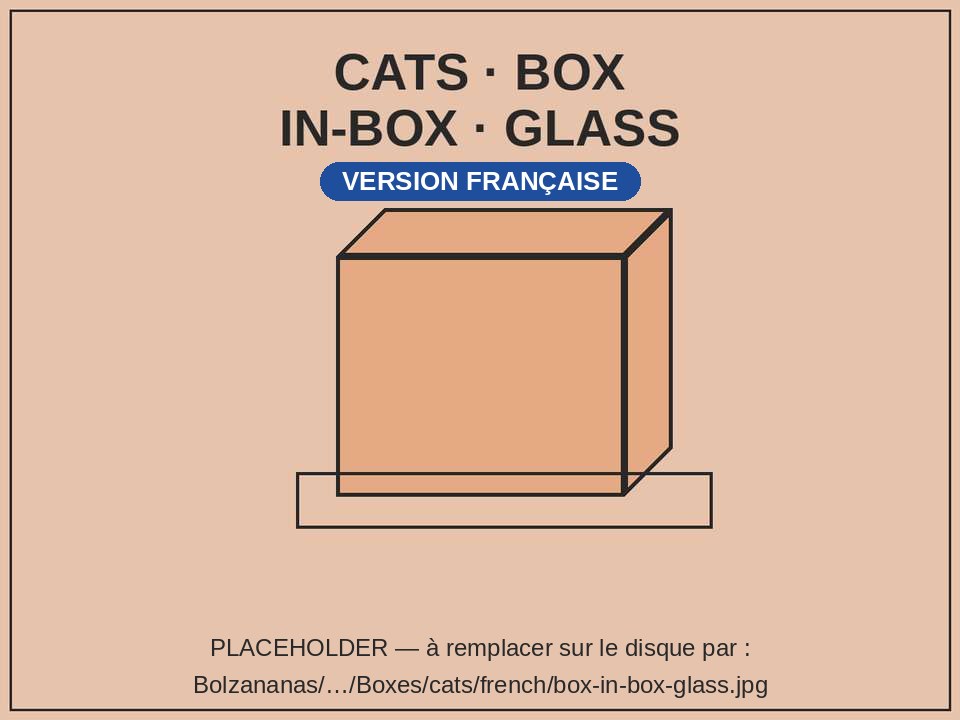 CATS · BOX
IN-BOX · GLASS
VERSION FRANÇAISE
PLACEHOLDER — à remplacer sur le disque par :
Bolzananas/…/Boxes/cats/french/box-in-box-glass.jpg